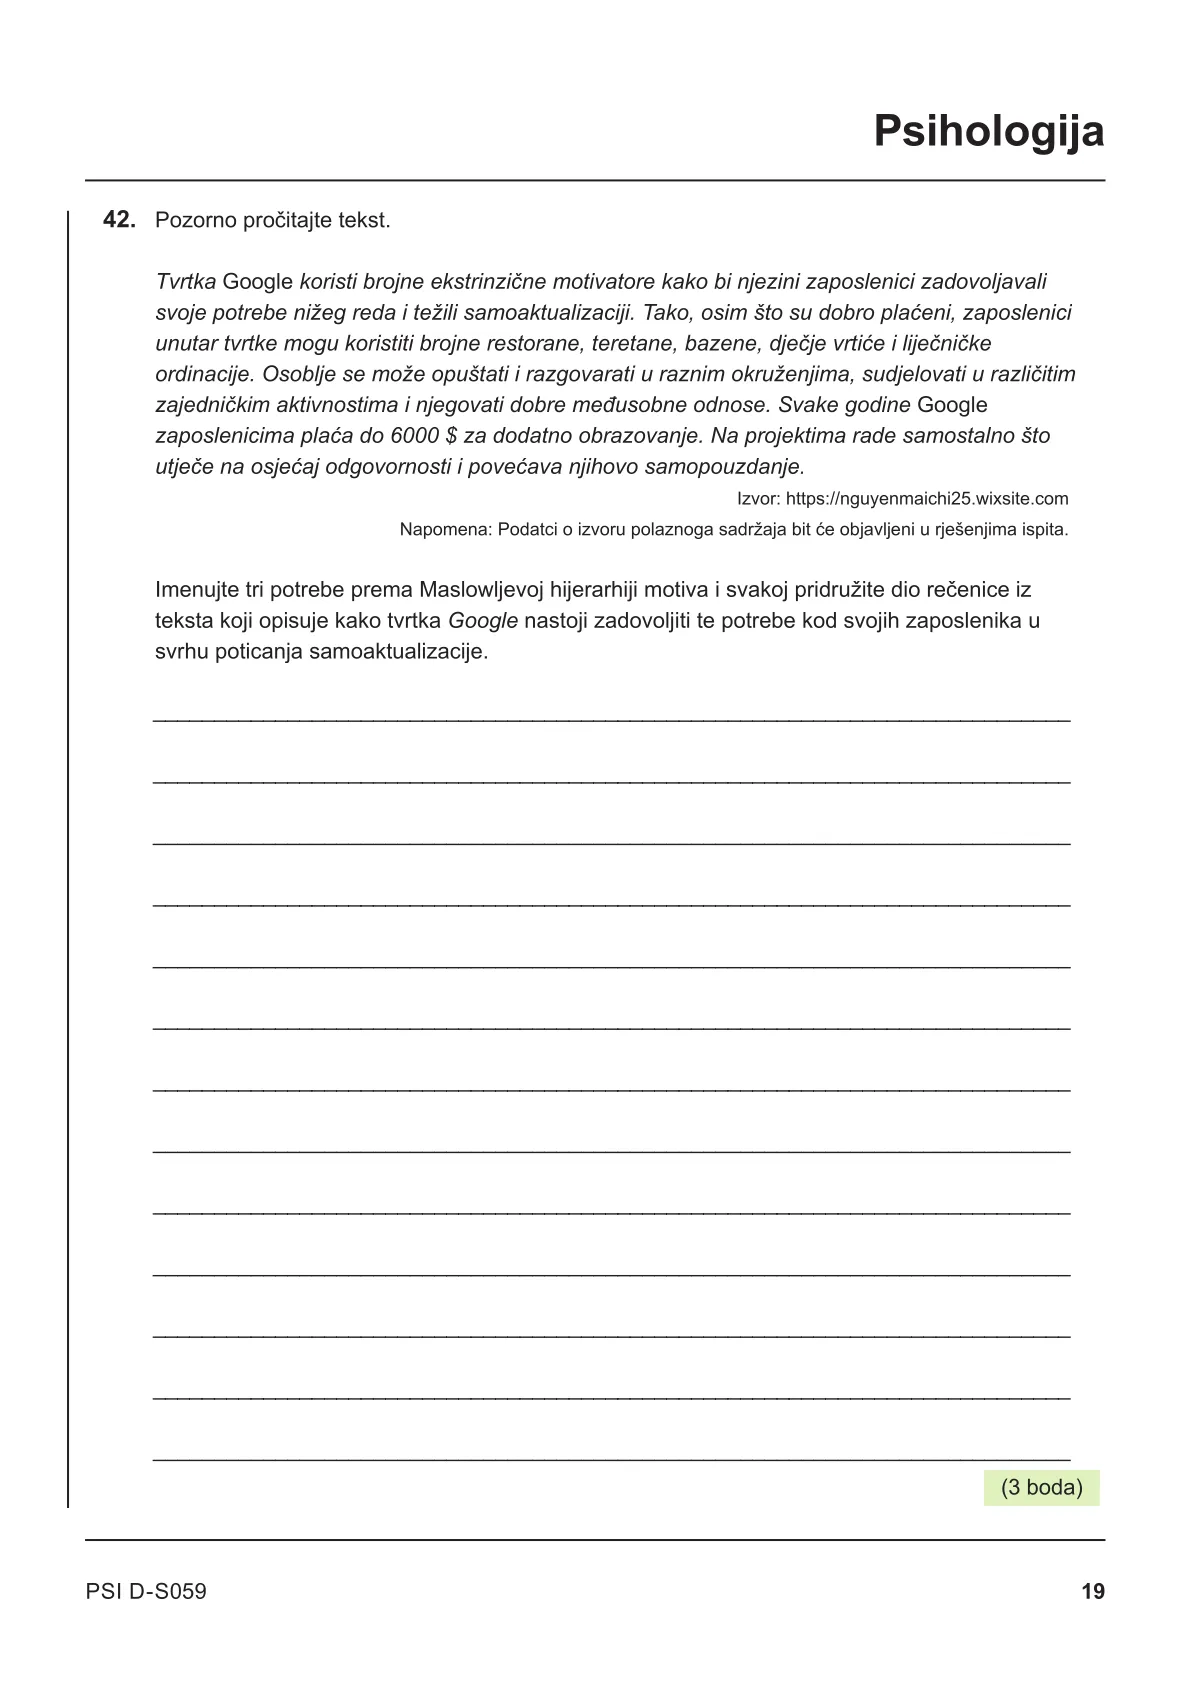 Psihologija
42. Pozorno pročitajte tekst.
Tvrtka Google koristi brojne ekstrinzične motivatore kako bi njezini zaposlenici zadovoljavali
svoje potrebe nižeg reda i težili samoaktualizaciji. Tako, osim što su dobro plaćeni, zaposlenici
unutar tvrtke mogu koristiti brojne restorane, teretane, bazene, dječje vrtiće i liječničke
ordinacije. Osoblje se može opuštati i razgovarati u raznim okruženjima, sudjelovati u različitim
zajedničkim aktivnostima i njegovati dobre međusobne odnose. Svake godine Google
zaposlenicima plaća do 6000 $ za dodatno obrazovanje. Na projektima rade samostalno što
utječe na osjećaj odgovornosti i povećava njihovo samopouzdanje.
Izvor: https://nguyenmaichi25.wixsite.com
Napomena: Podatci o izvoru polaznoga sadržaja bit će objavljeni u rješenjima ispita.
Imenujte tri potrebe prema Maslowljevoj hijerarhiji motiva i svakoj pridružite dio rečenice iz
teksta koji opisuje kako tvrtka Google nastoji zadovoljiti te potrebe kod svojih zaposlenika u
svrhu poticanja samoaktualizacije.
(3 boda)
PSI D-S059
19